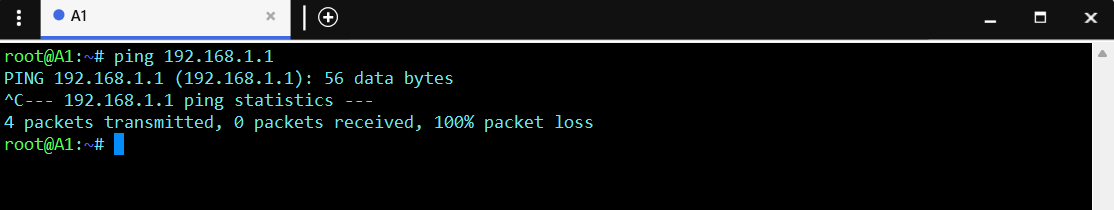 A1
root@A1:~# ping 192.168.1.1
PING 192.168.1.1 (192.168.1.1): 56 data bytes
^C--- 192.168.1.1 ping statistics ---
4 packets transmitted, 0 packets received, 100% packet loss
root@A1:~#